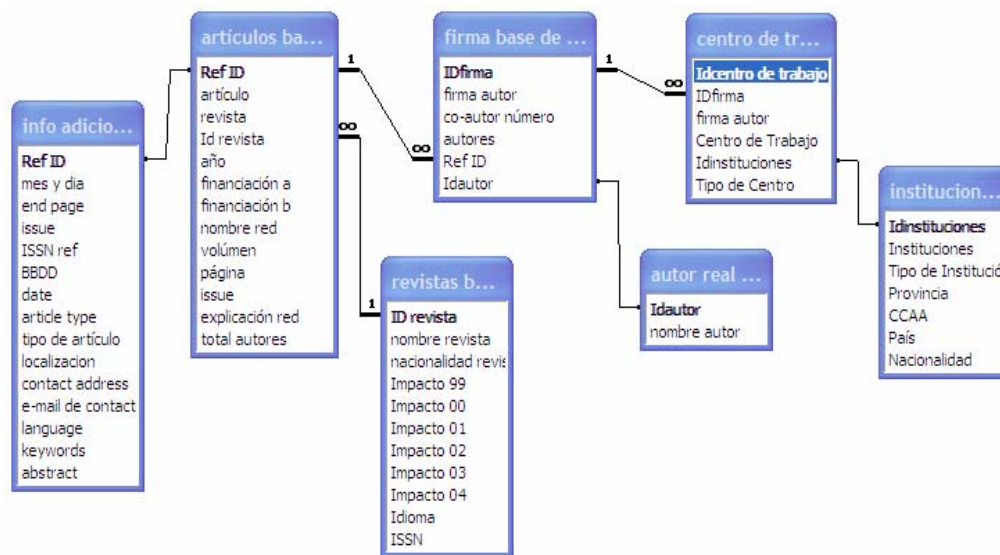 info adicio...
Ref ID
mes y dia
end page
issue
ISSN ref
BBDD
date
article type
tipo de artículo
localizacion
contact address
e-mail de contact
language
keywords
abstract
artículos ba...
Ref ID
artículo
revista
Id revista
año
financiación a
financiación b
nombre red
volúmen
página
issue
explicación red
total autores
1
∞
∞
1
revistas b...
ID revista
nombre revista
nacionalidad revis
Impacto 99
Impacto 00
Impacto 01
Impacto 02
Impacto 03
Impacto 04
Idioma
ISSN
firma base de ...
IDfirma
firma autor
co-autor número
autores
Ref ID
Idautor
1
∞
autor real ...
Idautor
nombre autor
centro de tr...
Idcentro de trabajo
IDfirma
firma autor
Centro de Trabajo
Idinstituciones
Tipo de Centro
institucion...
Idinstituciones
Instituciones
Tipo de Institució
Provincia
CCAA
País
Nacionalidad